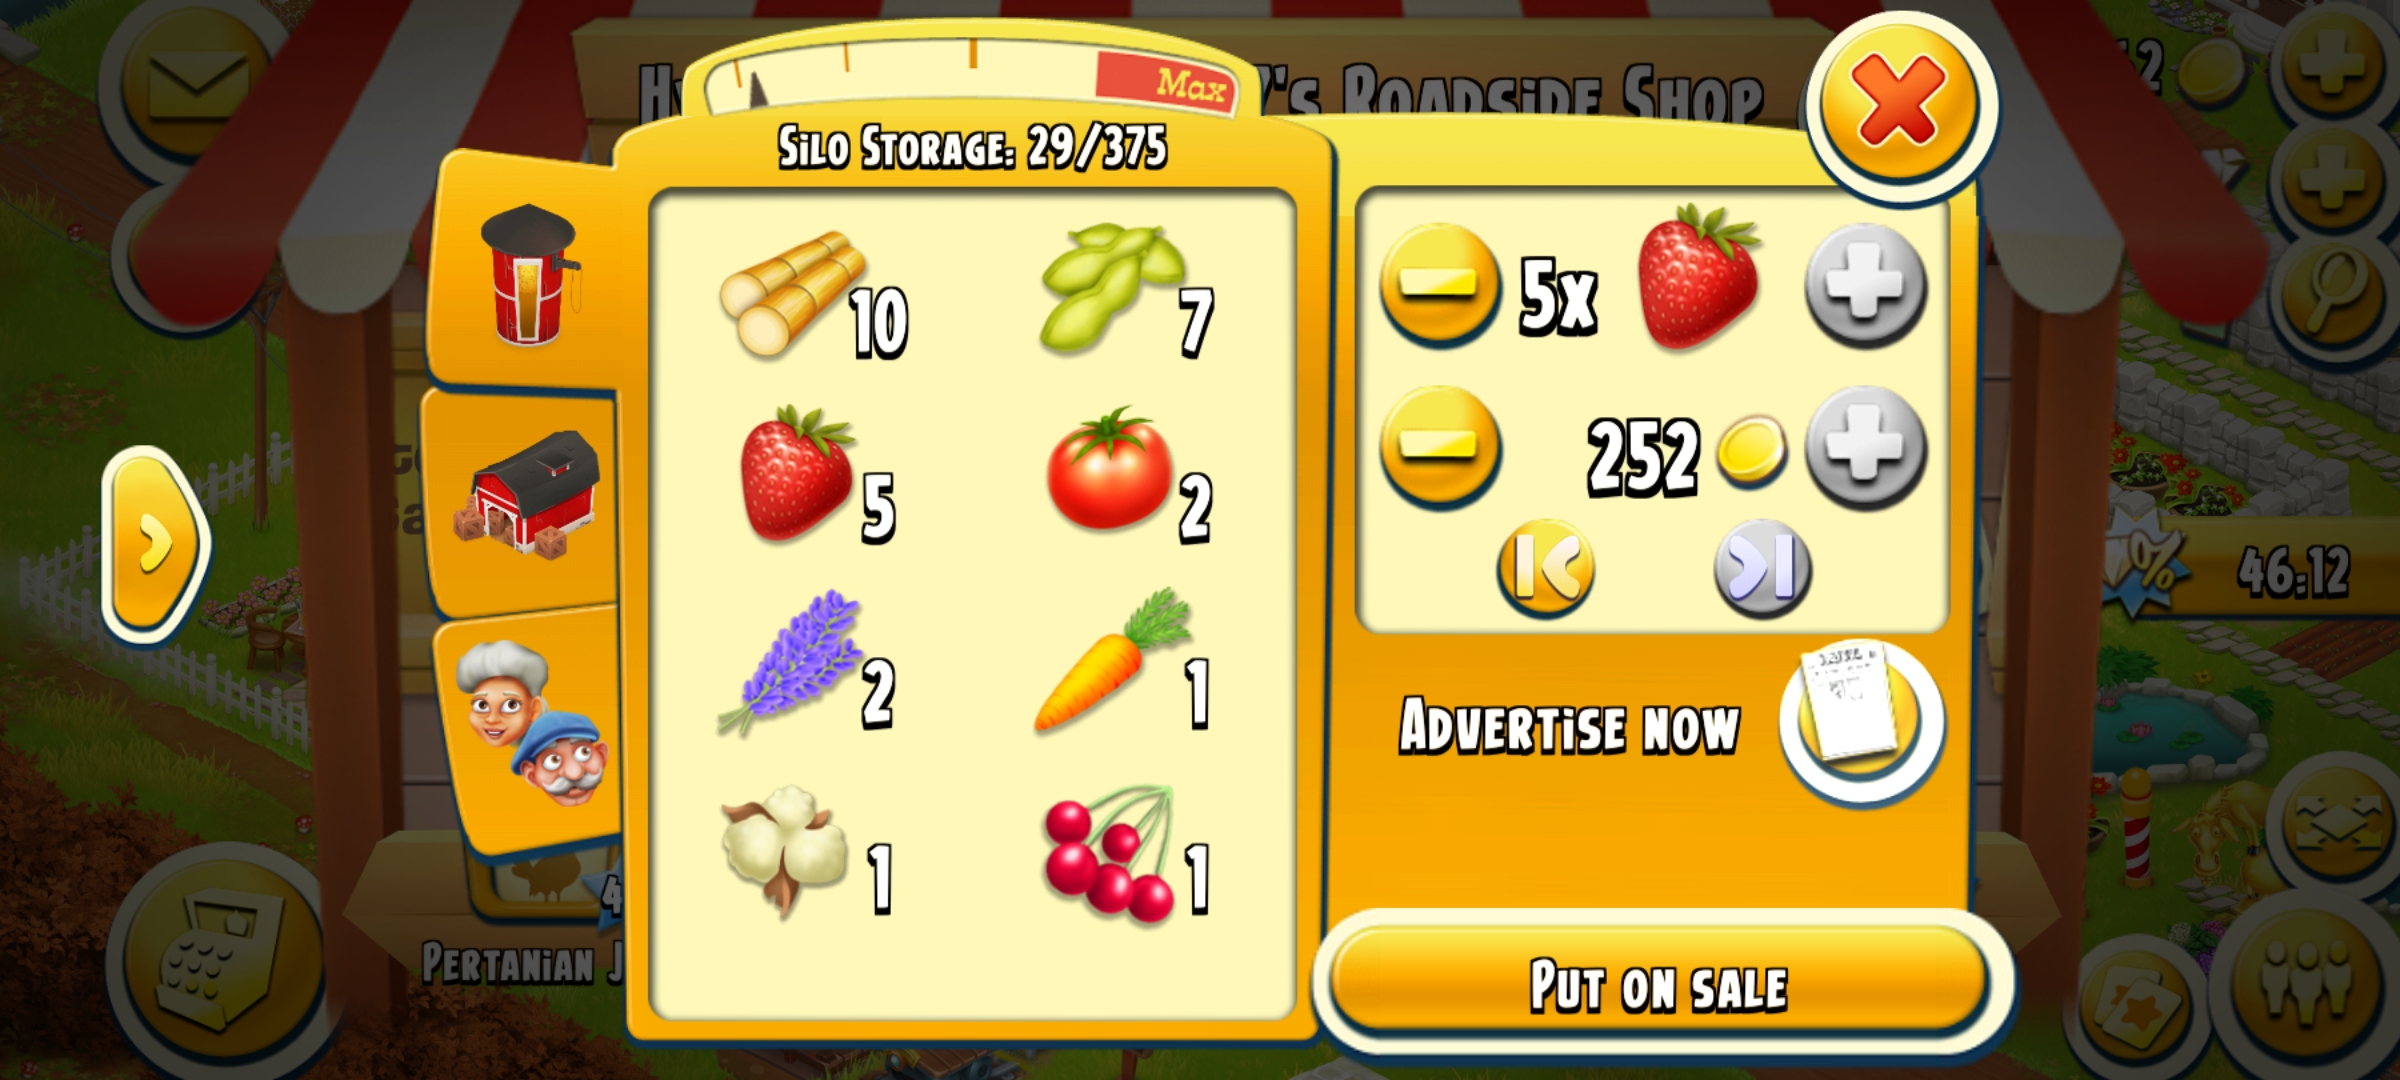 's Roadside Shop
Max
Silo Storage: 29/375
10
7
5x
252
5
2
46:12
2
1
Advertise now
1
1
Pertanian
Put on sale